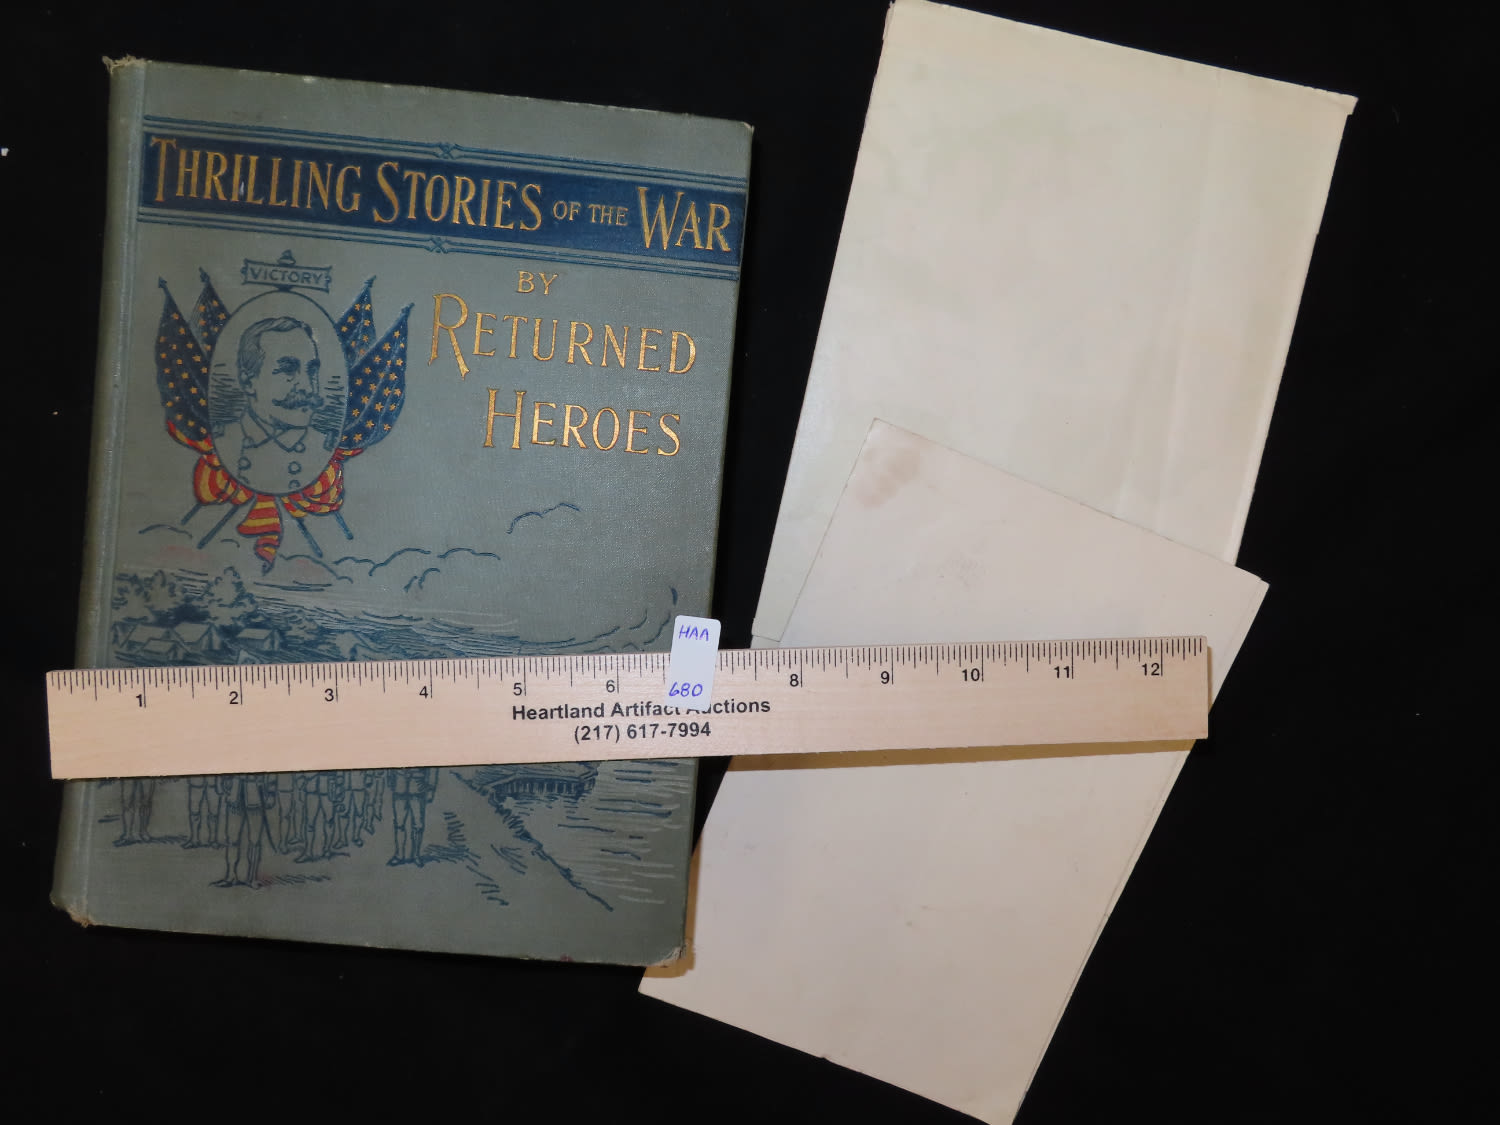 THRILLING STORIES OF THE WAR
BY
RETURNED
HEROES
VICTORY
HAA
680
1 2 3 4 5 6 8 9 10 11 12
Heartland Artifact Auctions
(217) 617-7994